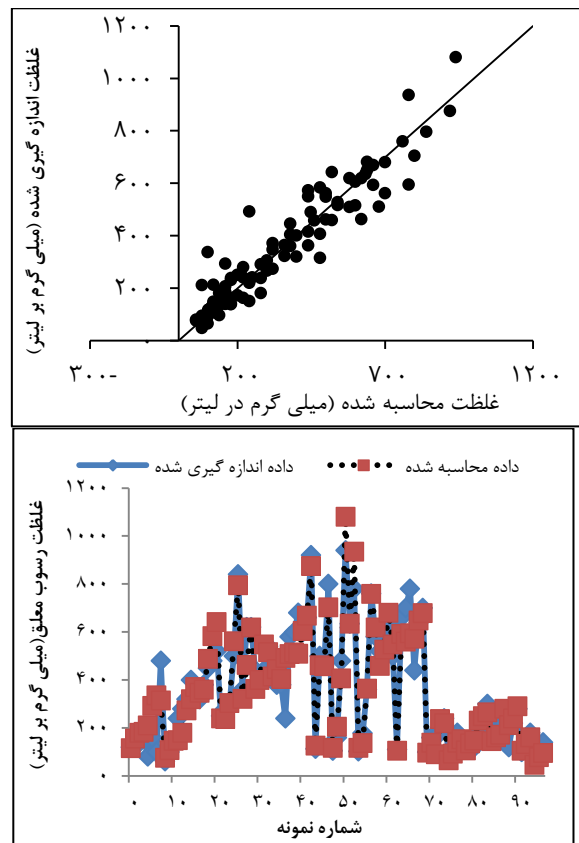 غلظت اندازه گیری شده (میلی گرم بر لیتر)
۱۲۰۰
۱۰۰۰
۸۰۰
۶۰۰
۴۰۰
۲۰۰
۰
۳۰۰- ۲۰۰ ۷۰۰ ۱۲۰۰
غلظت محاسبه شده (میلی گرم در لیتر)
داده محاسبه شده داده اندازه گیری شده
غلظت رسوب معلق(میلی گرم بر لیتر)
۱۲۰۰
۱۰۰۰
۸۰۰
۶۰۰
۴۰۰
۲۰۰
۰
۰ ۱۰ ۲۰ ۳۰ ۴۰ ۵۰ ۶۰ ۷۰ ۸۰ ۹۰
شماره نمونه